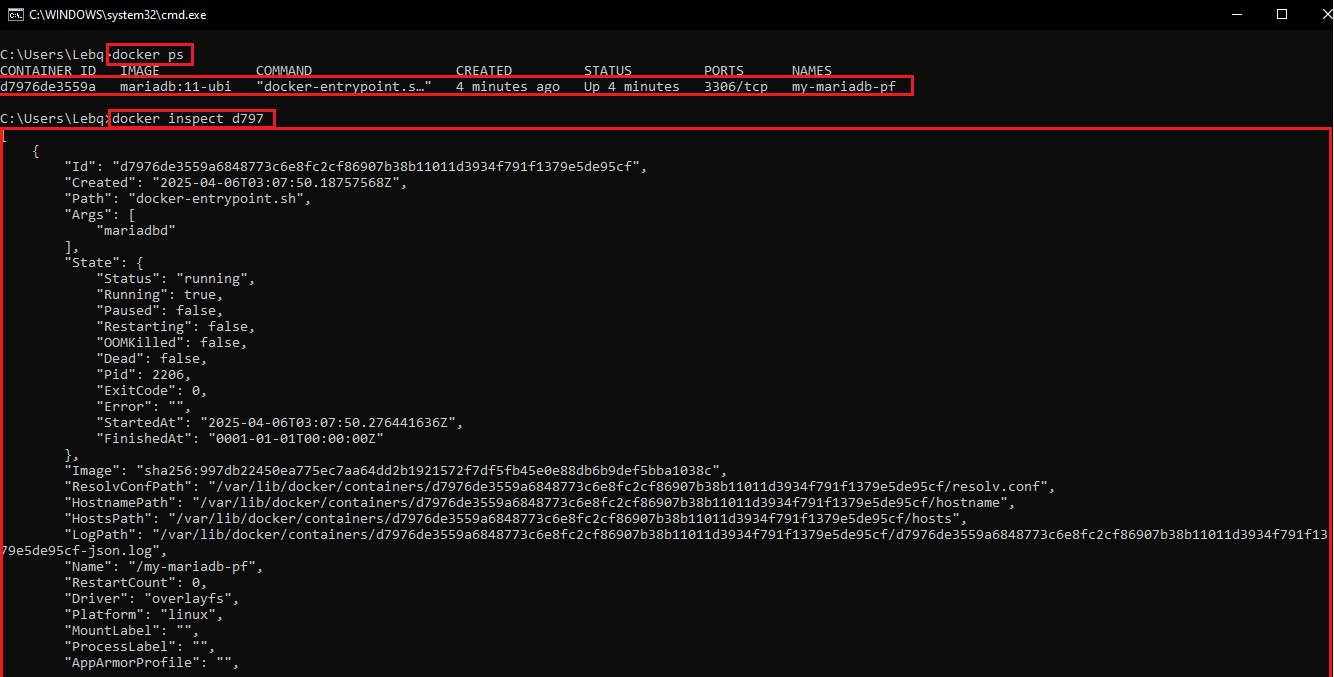 C:\WINDOWS\system32\cmd.exe
C:\Users\Lebq>docker ps
CONTAINER ID   IMAGE            COMMAND                  CREATED         STATUS         PORTS      NAMES
d7976de3559a   mariadb:11-ubi   "docker-entrypoint.s…"   4 minutes ago   Up 4 minutes   3306/tcp   my-mariadb-pf
C:\Users\Lebq>docker inspect d797
[
    {
        "Id": "d7976de3559a6848773c6e8fc2cf86907b38b11011d3934f791f1379e5de95cf",
        "Created": "2025-04-06T03:07:50.18757568Z",
        "Path": "docker-entrypoint.sh",
        "Args": [
            "mariadbd"
        ],
        "State": {
            "Status": "running",
            "Running": true,
            "Paused": false,
            "Restarting": false,
            "OOMKilled": false,
            "Dead": false,
            "Pid": 2206,
            "ExitCode": 0,
            "Error": "",
            "StartedAt": "2025-04-06T03:07:50.276441636Z",
            "FinishedAt": "0001-01-01T00:00:00Z"
        },
        "Image": "sha256:997db22450ea775ec7aa64dd2b1921572f7df5fb45e0e88db6b9def5bba1038c",
        "ResolvConfPath": "/var/lib/docker/containers/d7976de3559a6848773c6e8fc2cf86907b38b11011d3934f791f1379e5de95cf/resolv.conf",
        "HostnamePath": "/var/lib/docker/containers/d7976de3559a6848773c6e8fc2cf86907b38b11011d3934f791f1379e5de95cf/hostname",
        "HostsPath": "/var/lib/docker/containers/d7976de3559a6848773c6e8fc2cf86907b38b11011d3934f791f1379e5de95cf/hosts",
        "LogPath": "/var/lib/docker/containers/d7976de3559a6848773c6e8fc2cf86907b38b11011d3934f791f1379e5de95cf/d7976de3559a6848773c6e8fc2cf86907b38b11011d3934f791f13
79e5de95cf-json.log",
        "Name": "/my-mariadb-pf",
        "RestartCount": 0,
        "Driver": "overlayfs",
        "Platform": "linux",
        "MountLabel": "",
        "ProcessLabel": "",
        "AppArmorProfile": "",